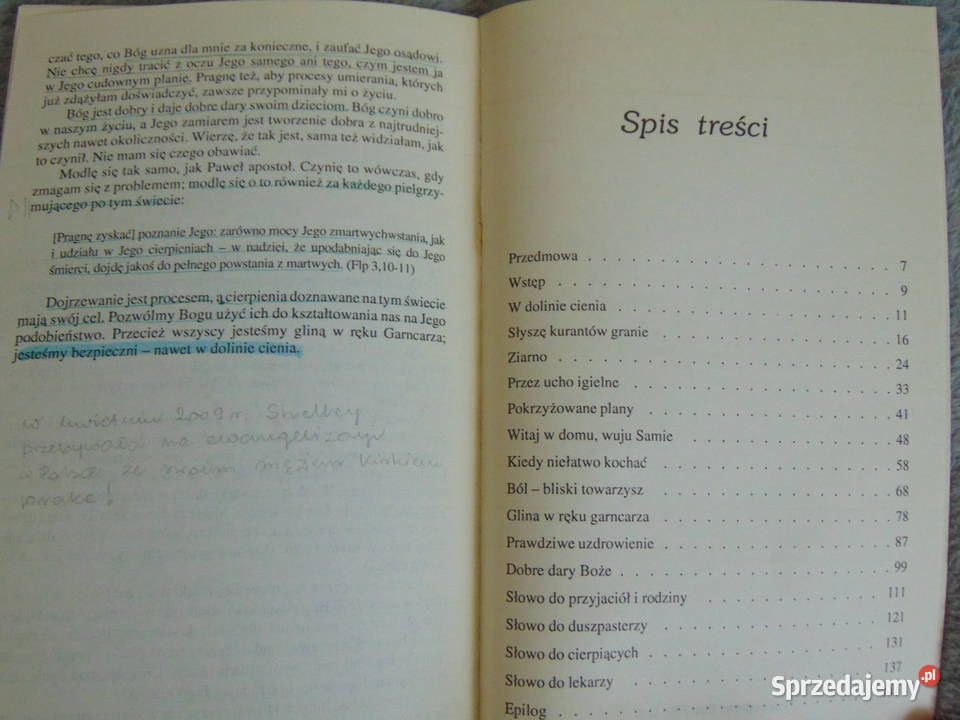 czać tego, co Bóg uzna dla mnie za konieczne, i zaufać Jego osądowi.
Nie chcę nigdy tracić z oczu Jego samego ani tego, czym jestem ja
w Jego cudownym planie. Pragnę też, aby procesy umierania, których
już zdążyłam doświadczyć, zawsze przypominały mi o życiu.
Bóg jest dobry i daje dobre dary swoim dzieciom. Bóg czyni dobro
w naszym życiu, a Jego zamiarem jest tworzenie dobra z najtrudniej-
szych nawet okoliczności. Wierzę, że tak jest, sama też widziałam, jak
to czynił. Nie mam się czego obawiać.
Modlę się tak samo, jak Paweł apostoł. Czynię to wówczas, gdy
zmagam się z problemem; modlę się o to również za każdego pielgrzy-
mującego po tym świecie:
[Pragnę zyskać] poznanie Jego: zarówno mocy Jego zmartwychwstania, jak
i udziału w Jego cierpieniach – w nadziei, że upodabniając się do Jego
śmierci, dojdę jakoś do pełnego powstania z martwych. (Flp 3,10-11)
Dojrzewanie jest procesem, a cierpienia doznawane na tym świecie
mają swój cel. Pozwólmy Bogu użyć ich do kształtowania nas na Jego
podobieństwo. Przecież wszyscy jesteśmy gliną w ręku Garncarza;
jesteśmy bezpieczni – nawet w dolinie cienia.
W kwietniu 2009 r. Shelley
przebywała na ewangelizacji
w Polsce ze swoim mężem
Spis treści
Przedmowa . . . 7
Wstęp . . . 9
W dolinie cienia . . . 11
Słyszę kurantów granie . . . 16
Ziarno . . . 24
Przez ucho igielne . . . 33
Pokrzyżowane plany . . . 41
Witaj w domu, wuju Samie . . . 48
Kiedy niełatwo kochać . . . 58
Ból – bliski towarzysz . . . 68
Glina w ręku garncarza . . . 78
Prawdziwe uzdrowienie . . . 87
Dobre dary Boże . . . 99
Słowo do przyjaciół i rodziny . . . 111
Słowo do duszpasterzy . . . 121
Słowo do cierpiących . . . 131
Słowo do lekarzy . . . 137
Epilog . . .
Sprzedajemy.pl